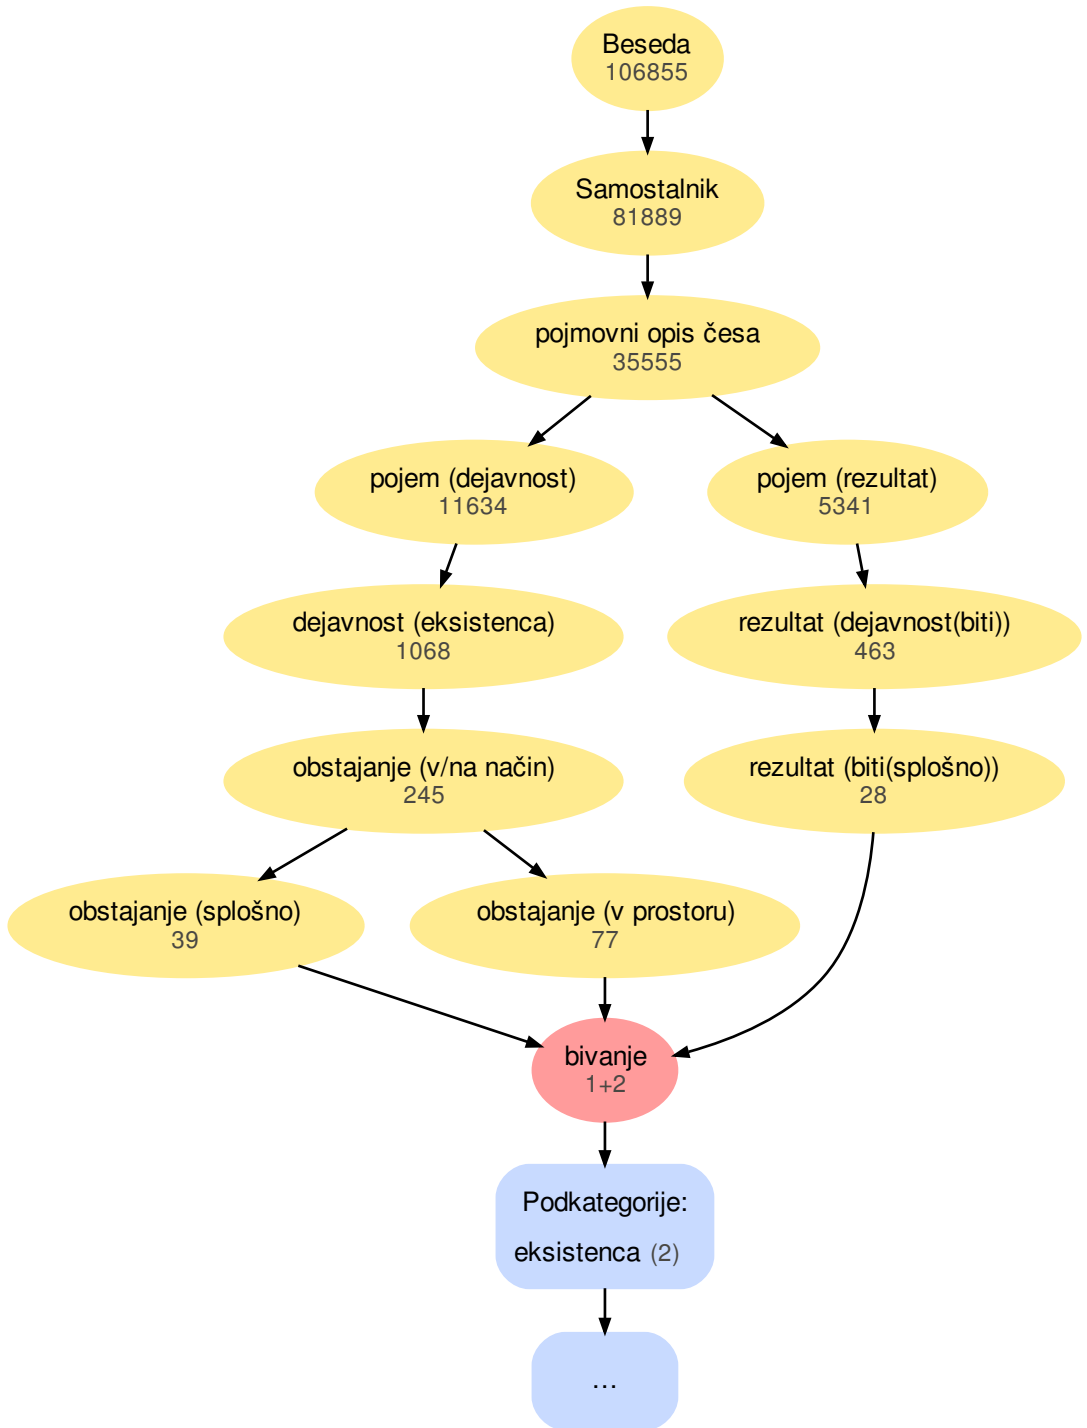 Beseda
106855
Samostalnik
81889
pojmovni opis česa
35555
pojem (dejavnost)
11634
pojem (rezultat)
5341
dejavnost (eksistenca)
1068
rezultat (dejavnost(biti))
463
obstajanje (v/na način)
245
rezultat (biti(splošno))
28
obstajanje (splošno)
39
obstajanje (v prostoru)
77
bivanje
1+2
Podkategorije:
eksistenca (2)
...